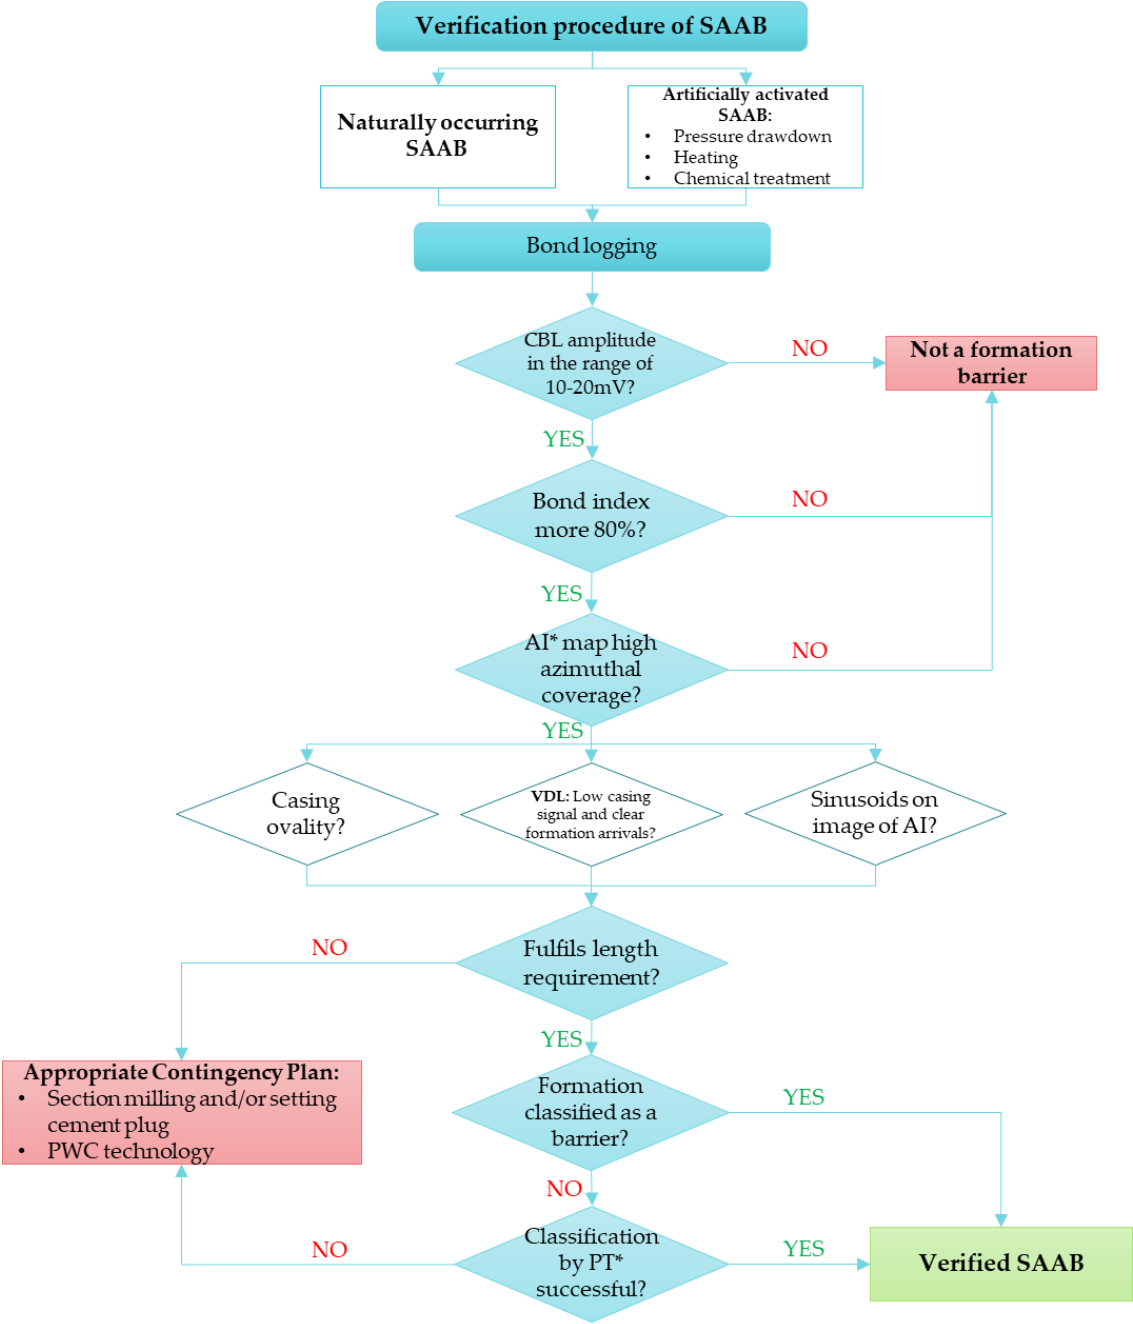 Verification procedure of SAAB
Naturally occurring
SAAB
Artificially activated
SAAB:
• Pressure drawdown
• Heating
• Chemical treatment
Bond logging
CBL amplitude
in the range of
10-20mV?
NO
Not a formation
barrier
YES
Bond index
more 80%?
NO
YES
AI* map high
azimuthal
coverage?
NO
YES
Casing
ovality?
VDL: Low casing
signal and clear
formation arrivals?
Sinusoids on
image of AI?
Fulfils length
requirement?
NO
YES
Appropriate Contingency Plan:
• Section milling and/or setting
cement plug
• PWC technology
Formation
classified as a
barrier?
YES
NO
Classification
by PT*
successful?
NO
YES
Verified SAAB